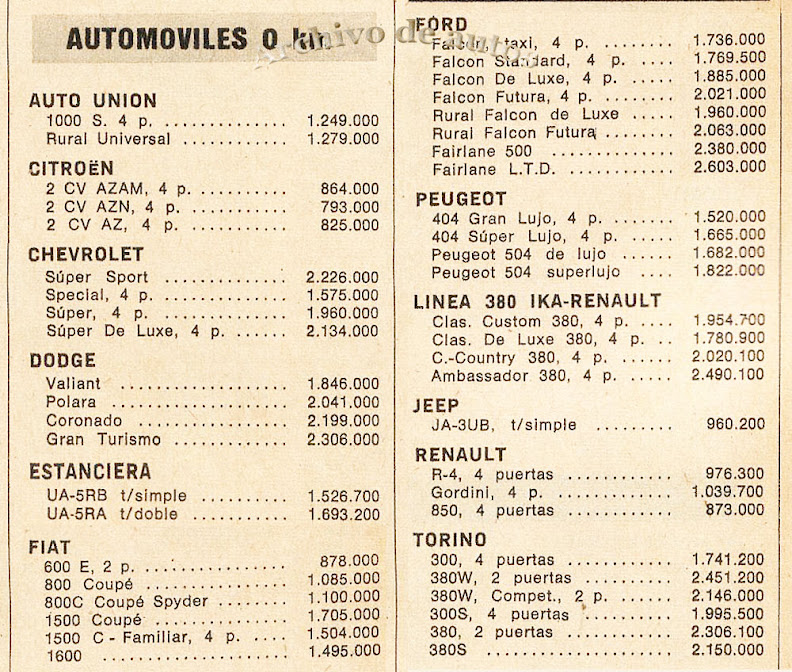 AUTOMOVILES 0 km
Archivo de autos
AUTO UNION
1000 S. 4 p. .............. 1.249.000
Rural Universal ............ 1.279.000
CITROËN
2 CV AZAM, 4 p. .......... 864.000
2 CV AZN, 4 p. ........... 793.000
2 CV AZ, 4 p. ............ 825.000
CHEVROLET
Súper Sport .............. 2.226.000
Special, 4 p. .............. 1.575.000
Súper, 4 p. ............... 1.960.000
Súper De Luxe, 4 p. ...... 2.134.000
DODGE
Valiant .................. 1.846.000
Polara ................... 2.041.000
Coronado ................ 2.199.000
Gran Turismo ............ 2.306.000
ESTANCIERA
UA-5RB t/simple .......... 1.526.700
UA-5RA t/doble ........... 1.693.200
FIAT
600 E, 2 p. ............... 878.000
800 Coupé ............... 1.085.000
800C Coupé Spyder ........ 1.100.000
1500 Coupé .............. 1.705.000
1500 C - Familiar, 4 p. .... 1.504.000
1600 .................... 1.495.000
FORD
Falcon, taxi, 4 p. ........ 1.736.000
Falcon Standard, 4 p. .... 1.769.500
Falcon De Luxe, 4 p. ..... 1.885.000
Falcon Futura, 4 p. ....... 2.021.000
Rural Falcon de Luxe ..... 1.960.000
Rural Falcon Futura ........ 2.063.000
Fairlane 500 ............. 2.380.000
Fairlane L.T.D. ............ 2.603.000
PEUGEOT
404 Gran Lujo, 4 p. ....... 1.520.000
404 Súper Lujo, 4 p. ..... 1.665.000
Peugeot 504 de lujo ...... 1.682.000
Peugeot 504 superlujo .... 1.822.000
LINEA 380 IKA-RENAULT
Clas. Custom 380, 4 p. .... 1.954.700
Clas. De Luxe 380, 4 p. .. 1.780.900
C.-Country 380, 4 p. ...... 2.020.100
Ambassador 380, 4 p. ..... 2.490.100
JEEP
JA-3UB, t/simple ......... 960.200
RENAULT
R-4, 4 puertas ............ 976.300
Gordini, 4 p. ............. 1.039.700
850, 4 puertas ............ 873.000
TORINO
300, 4 puertas ............ 1.741.200
380W, 2 puertas .......... 2.451.200
380W, Compet., 2 p. ...... 2.146.000
300S, 4 puertas .......... 1.995.500
380, 2 puertas ............ 2.306.100
380S .................... 2.150.000